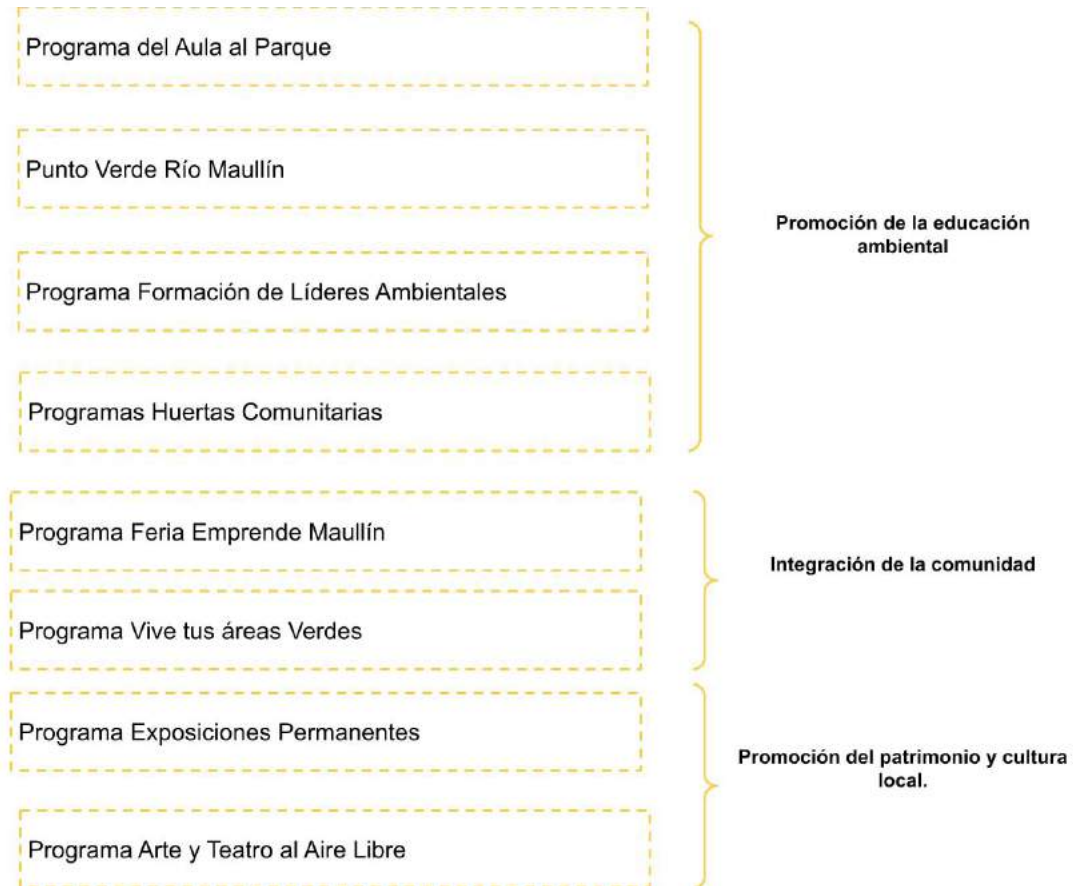 Programa del Aula al Parque
Punto Verde Río Maullín
Programa Formación de Líderes Ambientales
Programas Huertas Comunitarias
Promoción de la educación
ambiental
Programa Feria Emprende Maullín
Programa Vive tus áreas Verdes
Integración de la comunidad
Programa Exposiciones Permanentes
Programa Arte y Teatro al Aire Libre
Promoción del patrimonio y cultura
local.